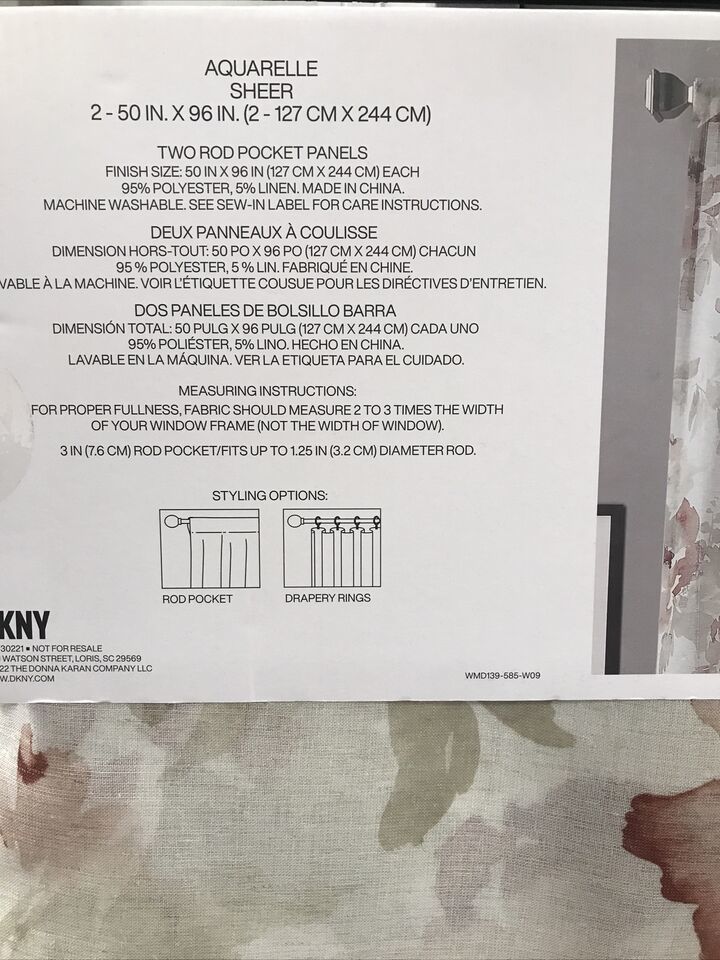 AQUARELLE
SHEER
2 - 50 IN. X 96 IN. (2 - 127 CM X 244 CM)
TWO ROD POCKET PANELS
FINISH SIZE: 50 IN X 96 IN (127 CM X 244 CM) EACH
95% POLYESTER, 5% LINEN. MADE IN CHINA.
MACHINE WASHABLE. SEE SEW-IN LABEL FOR CARE INSTRUCTIONS.
DEUX PANNEAUX À COULISSE
DIMENSION HORS-TOUT: 50 PO X 96 PO (127 CM X 244 CM) CHACUN
95 % POLYESTER, 5 % LIN. FABRIQUÉ EN CHINE.
VABLE À LA MACHINE. VOIR L'ÉTIQUETTE COUSUE POUR LES DIRÉCTIVES D'ENTRETIEN.
DOS PANELES DE BOLSILLO BARRA
DIMENSIÓN TOTAL: 50 PULG X 96 PULG (127 CM X 244 CM) CADA UNO
95% POLIÉSTER, 5% LINO. HECHO EN CHINA.
LAVABLE EN LA MÁQUINA. VER LA ETIQUETA PARA EL CUIDADO.
MEASURING INSTRUCTIONS:
FOR PROPER FULLNESS, FABRIC SHOULD MEASURE 2 TO 3 TIMES THE WIDTH
OF YOUR WINDOW FRAME (NOT THE WIDTH OF WINDOW).
3 IN (7.6 CM) ROD POCKET/FITS UP TO 1.25 IN (3.2 CM) DIAMETER ROD.
STYLING OPTIONS:
ROD POCKET
DRAPERY RINGS
KNY
30221 ▪ NOT FOR RESALE
WATSON STREET, LORIS, SC 29569
22 THE DONNA KARAN COMPANY LLC
W.DKNY.COM
WMD139-585-W09